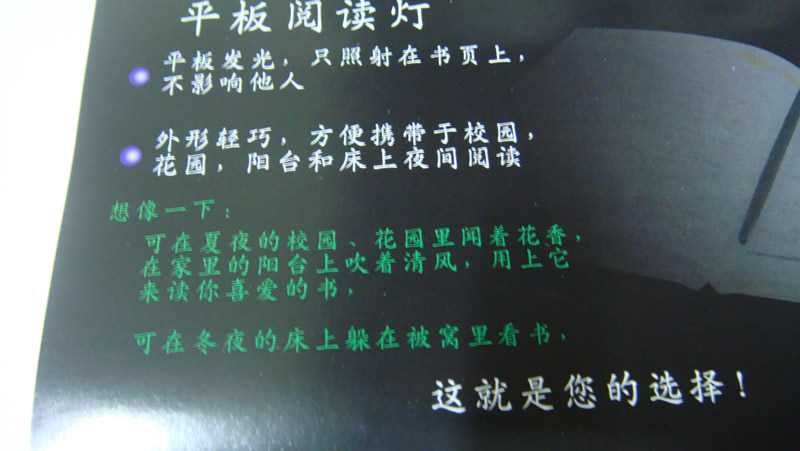 平板阅读灯
平板发光，只照射在书页上，
不影响他人
外形轻巧，方便携带于校园，
花园，阳台和床上夜间阅读
想像一下：
可在夏夜的校园、花园里闻着花香，
在家里的阳台上吹着清风，用上它
来读你喜爱的书，
可在冬夜的床上躲在被窝里看书，
这就是您的选择！